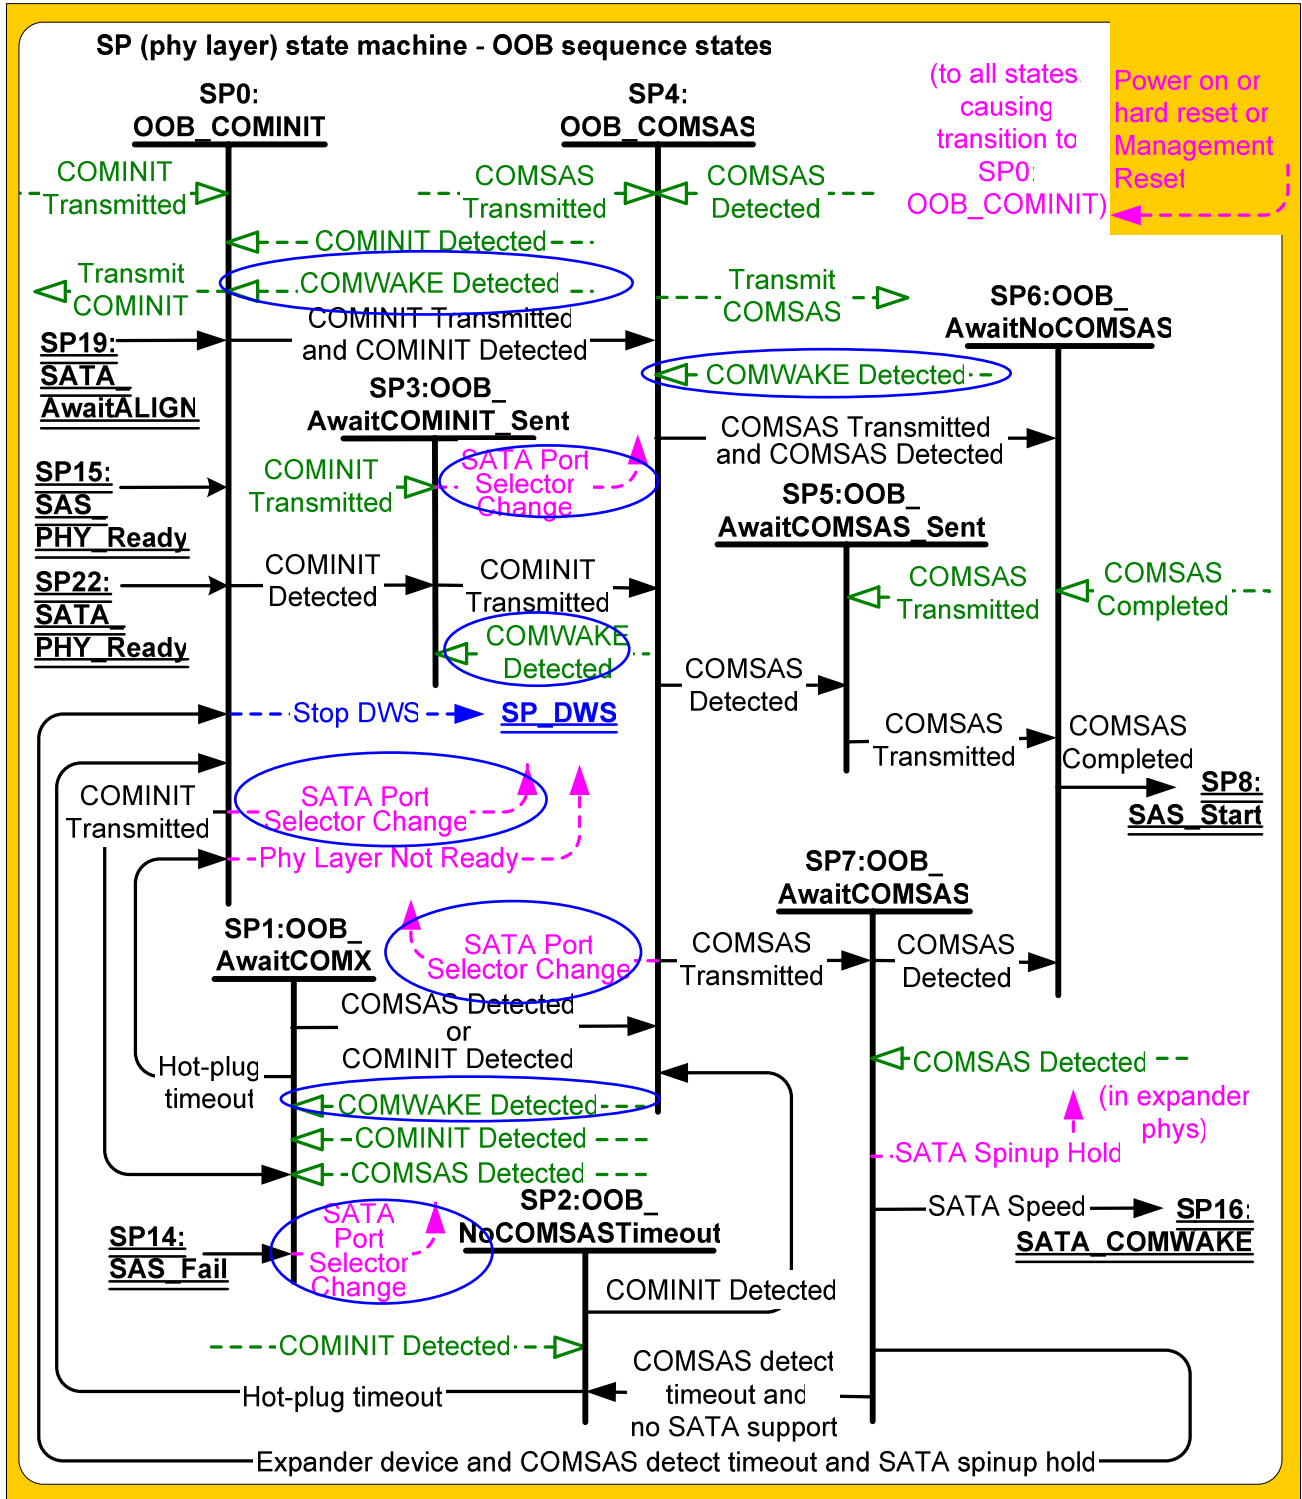 SP (phy layer) state machine - OOB sequence states
SP0:
OOB_COMINIT
SP4:
OOB_COMSAS
(to all states,
causing
transition to
SP0:
OOB_COMINIT)
Power on or
hard reset or
Management
Reset
COMINIT
Transmitted
COMSAS
Transmitted
COMSAS
Detected
COMINIT Detected
Transmit
COMINIT
COMWAKE Detected
Transmit
COMSAS
SP6:OOB_
AwaitNoCOMSAS
COMINIT Transmitted
and COMINIT Detected
SP19:
SATA_
AwaitALIGN
COMWAKE Detected
SP3:OOB_
AwaitCOMINIT_Sent
COMSAS Transmitted
and COMSAS Detected
COMINIT
Transmitted
SATA Port
Selector
Change
SP15:
SAS_
PHY_Ready
SP5:OOB_
AwaitCOMSAS_Sent
SP22:
SATA_
PHY_Ready
COMINIT
Detected
COMINIT
Transmitted
COMSAS
Transmitted
COMSAS
Completed
COMWAKE
Detected
COMSAS
Detected
Stop DWS
SP_DWS
COMSAS
Transmitted
COMSAS
Completed
COMINIT
Transmitted
SATA Port
Selector Change
SP8:
SAS_Start
Phy Layer Not Ready
SP7:OOB_
AwaitCOMSAS
SP1:OOB_
AwaitCOMX
SATA Port
Selector Change
COMSAS
Transmitted
COMSAS
Detected
COMSAS Detected
or
COMINIT Detected
Hot-plug
timeout
COMSAS Detected
COMWAKE Detected
(in expander
phys)
COMINIT Detected
SATA Spinup Hold
COMSAS Detected
SP2:OOB_
NoCOMSASTimeout
SATA Speed
SP16:
SATA_COMWAKE
SP14:
SAS_Fail
SATA
Port
Selector
Change
COMINIT Detected
COMINIT Detected
COMSAS detect
timeout and
no SATA support
Hot-plug timeout
Expander device and COMSAS detect timeout and SATA spinup hold